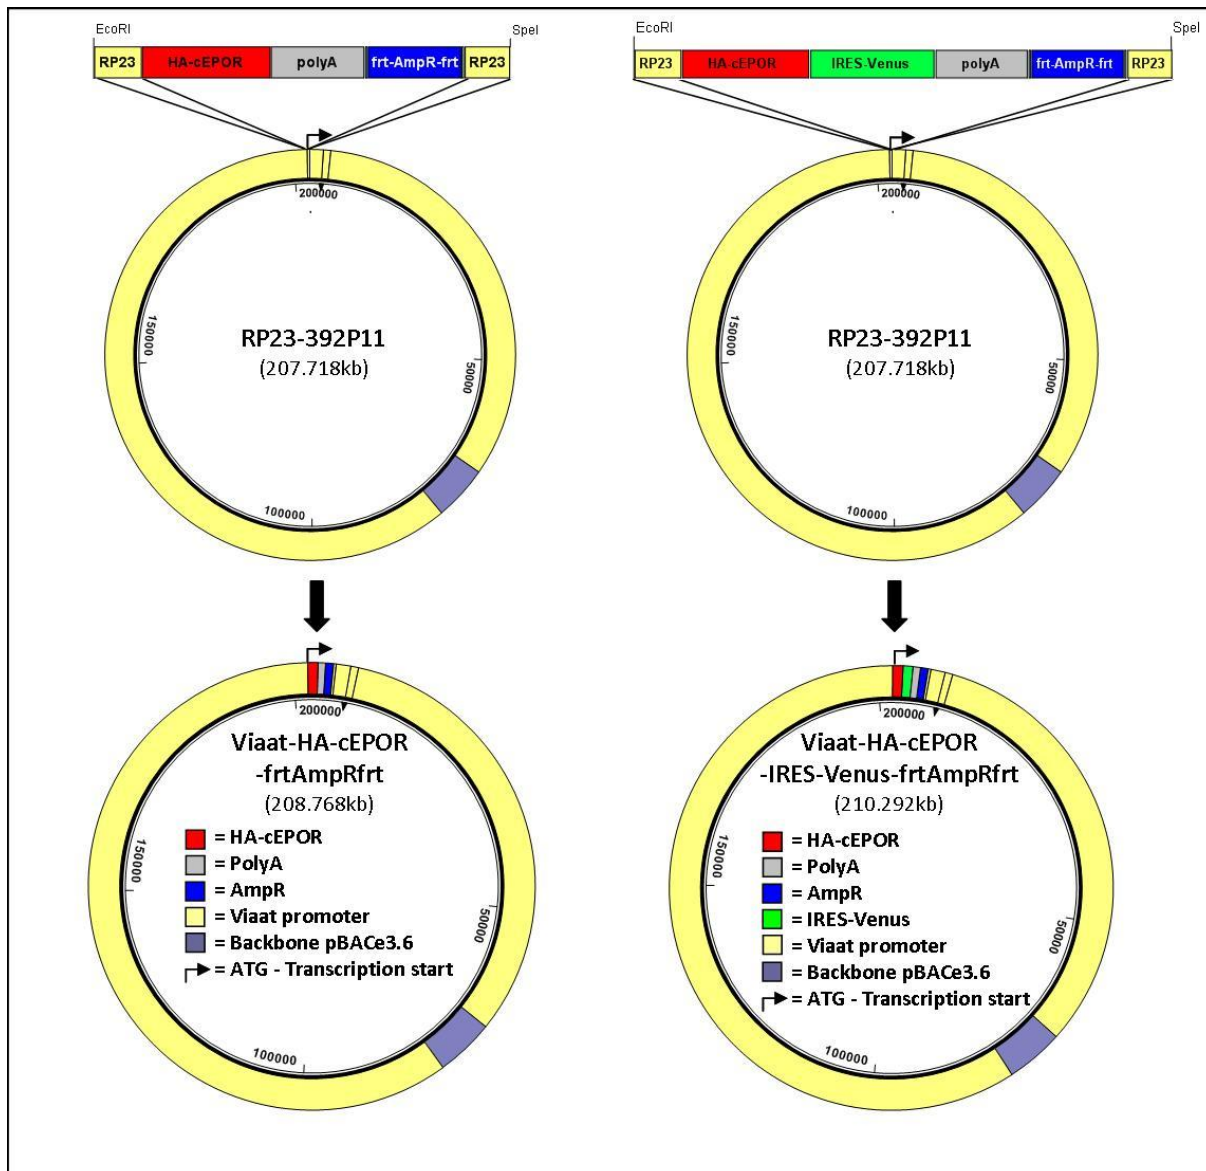 EcoRI
SpeI
RP23
HA-cEPOR
polyA
frt-AmpR-frt
RP23
200000
150000
50000
100000
RP23-392P11
(207.718kb)
EcoRI
SpeI
RP23
HA-cEPOR
IRES-Venus
polyA
frt-AmpR-frt
RP23
200000
150000
50000
100000
RP23-392P11
(207.718kb)
200000
150000
50000
100000
Viaat-HA-cEPOR
-frtAmpRfrt
(208.768kb)
= HA-cEPOR
= PolyA
= AmpR
= Viaat promoter
= Backbone pBACe3.6
= ATG - Transcription start
200000
150000
50000
100000
Viaat-HA-cEPOR
-IRES-Venus-frtAmpRfrt
(210.292kb)
= HA-cEPOR
= PolyA
= AmpR
= IRES-Venus
= Viaat promoter
= Backbone pBACe3.6
= ATG - Transcription start